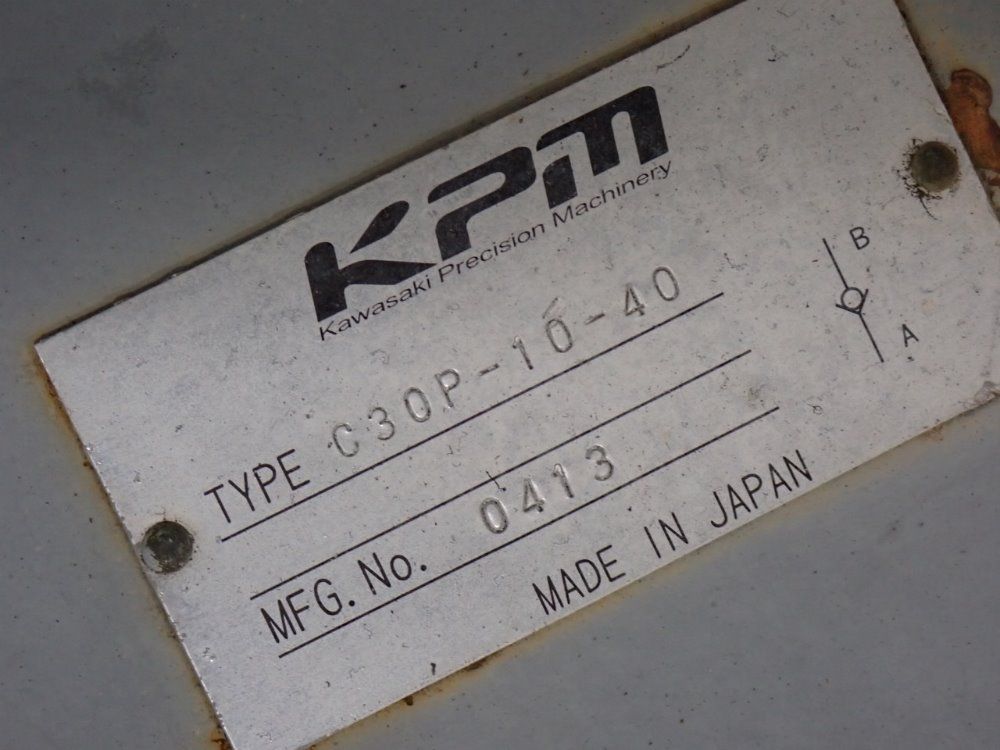 KPM
Kawasaki Precision Machinery
TYPE C30P-10-40
MFG. No. 0413
MADE IN JAPAN
B
A